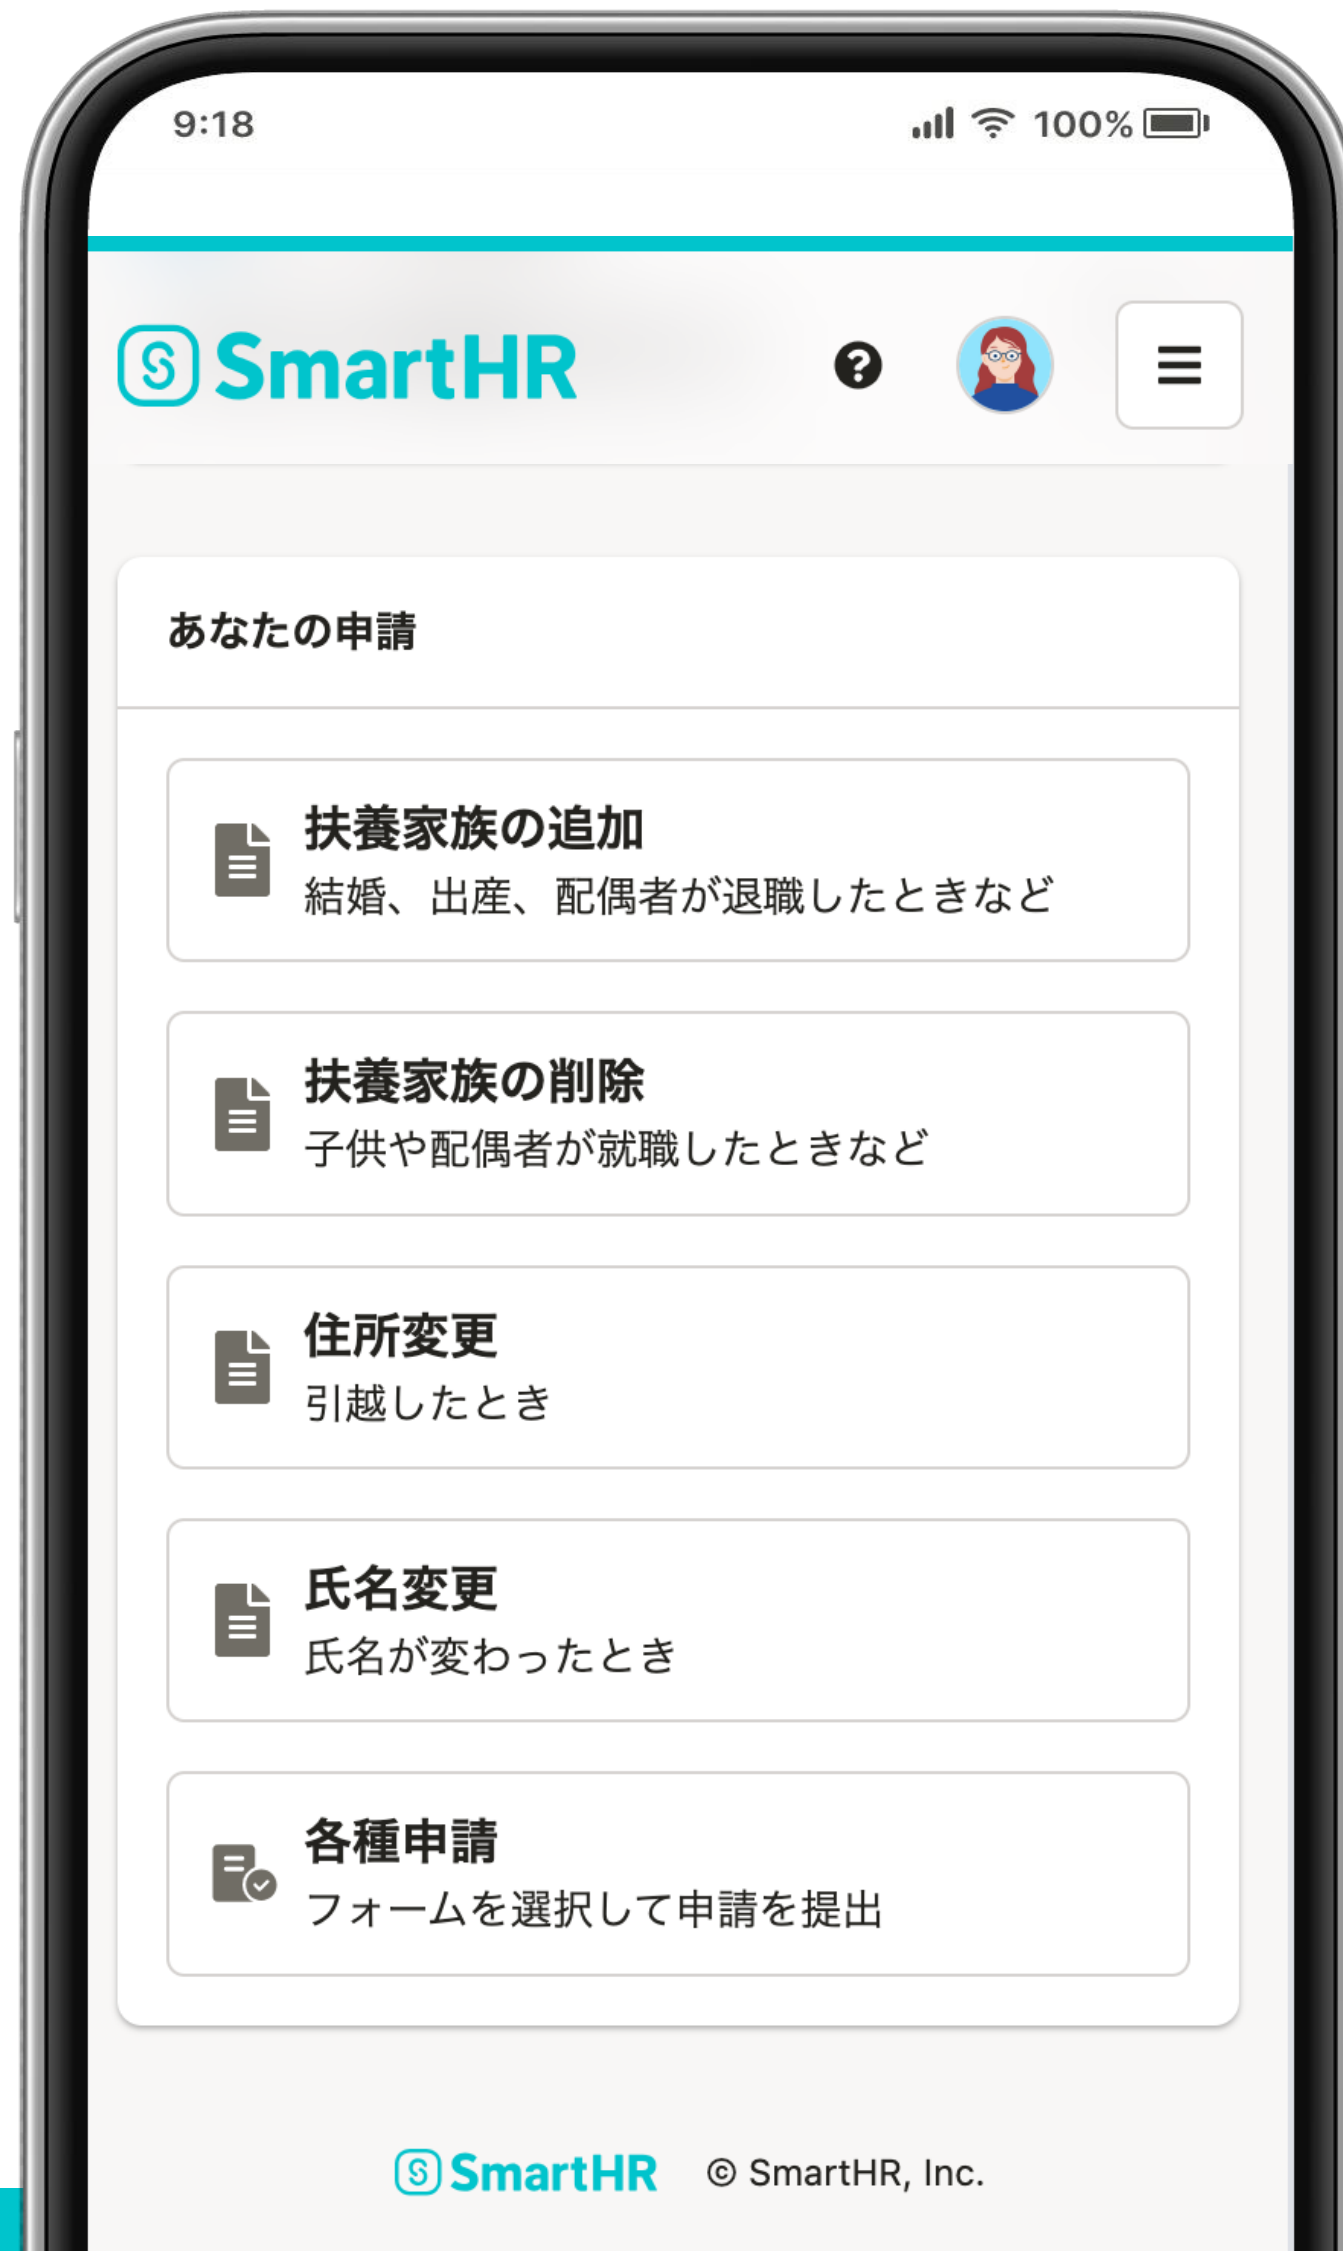 9:18
100%
SmartHR
あなたの申請
扶養家族の追加
結婚、出産、配偶者が退職したときなど
扶養家族の削除
子供や配偶者が就職したときなど
住所変更
引越したとき
氏名変更
氏名が変わったとき
各種申請
フォームを選択して申請を提出
SmartHR © SmartHR, Inc.